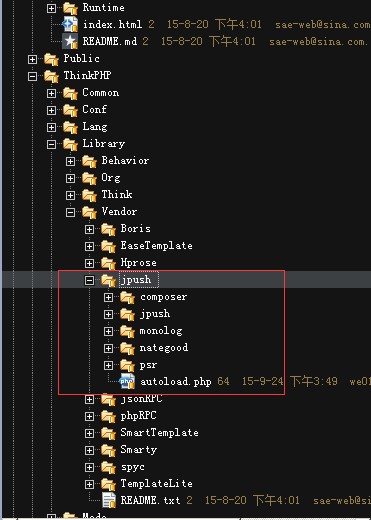 Runtime
index.html 2 15-8-20 下午4:01 sae-web@sina.com
README.md 2 15-8-20 下午4:01 sae-web@sina.com.
Public
ThinkPHP
Common
Conf
Lang
Library
Behavior
Org
Think
Vendor
Boris
EaseTemplate
Hprose
jpush
composer
jpush
monolog
nategood
psr
autoload.php 64 15-9-24 下午3:49 we01
jsonRPC
phpRPC
SmartTemplate
Smarty
spyc
TemplateLite
README.txt 2 15-8-20 下午4:01 sae-web@si
Mode